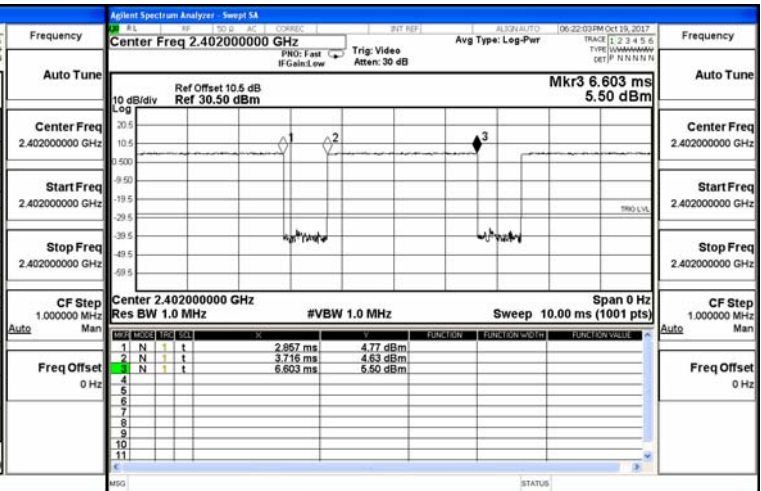 Frequency
Auto Tune
Center Freq
2.402000000 GHz
Start Freq
2.402000000 GHz
Stop Freq
2.402000000 GHz
CF Step
1.000000 MHz
Auto Man
Freq Offset
0 Hz
Agilent Spectrum Analyzer - Swept SA
RL RF 50 Ω AC CORREC INT REF ALIGN AUTO 06:22:03 PM Oct 19, 2017
Center Freq 2.402000000 GHz
PNO: Fast
IFGain:Low
Trig: Video
Atten: 30 dB
Avg Type: Log-Pwr
TRACE 1 2 3 4 5 6
TYPE
DET P N N N N N
Mkr3 6.603 ms
5.50 dBm
Ref Offset 10.5 dB
10 dB/div Ref 30.50 dBm
Log
20.5
10.5
0.500
-9.50
-19.5
-29.5
-39.5
-49.5
-59.5
1
2
3
TRIG LVL
Center 2.402000000 GHz Span 0 Hz
Res BW 1.0 MHz #VBW 1.0 MHz Sweep 10.00 ms (1001 pts)
MKR MODE TRC SCL X Y FUNCTION FUNCTION WIDTH FUNCTION VALUE
1 N 1 t 2.857 ms 4.77 dBm
2 N 1 t 3.716 ms 4.63 dBm
3 N 1 t 6.603 ms 5.50 dBm
4
5
6
7
8
9
10
11
MSG STATUS
Frequency
Auto Tune
Center Freq
2.402000000 GHz
Start Freq
2.402000000 GHz
Stop Freq
2.402000000 GHz
CF Step
1.000000 MHz
Auto Man
Freq Offset
0 Hz